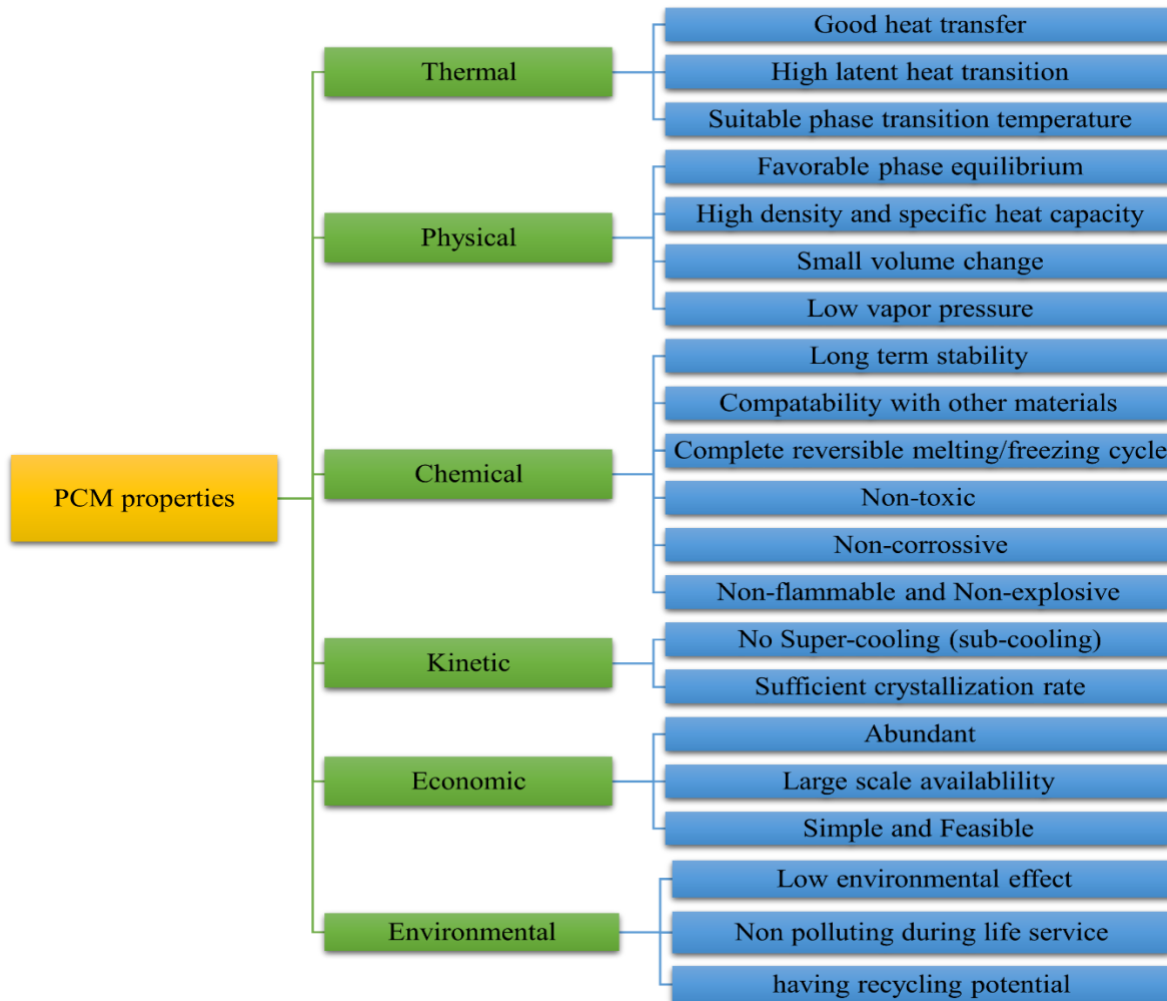 PCM properties
Thermal
Good heat transfer
High latent heat transition
Suitable phase transition temperature
Physical
Favorable phase equilibrium
High density and specific heat capacity
Small volume change
Low vapor pressure
Chemical
Long term stability
Compatability with other materials
Complete reversible melting/freezing cycle
Non-toxic
Non-corrossive
Non-flammable and Non-explosive
Kinetic
No Super-cooling (sub-cooling)
Sufficient crystallization rate
Economic
Abundant
Large scale availablility
Simple and Feasible
Environmental
Low environmental effect
Non polluting during life service
having recycling potential